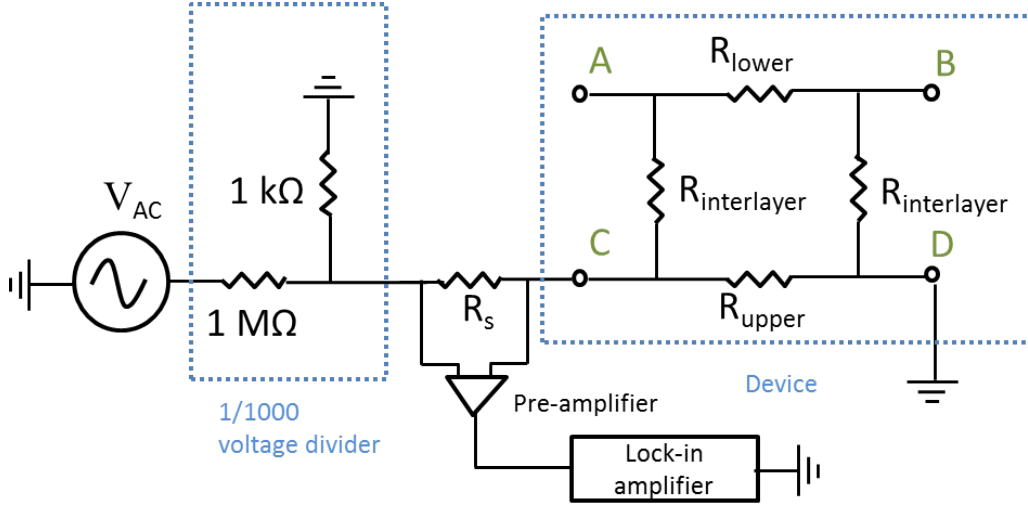 A
R_lower
B
V_AC
1 kΩ
R_interlayer
R_interlayer
C
D
1 MΩ
R_s
R_upper
1/1000
voltage divider
Pre-amplifier
Device
Lock-in
amplifier